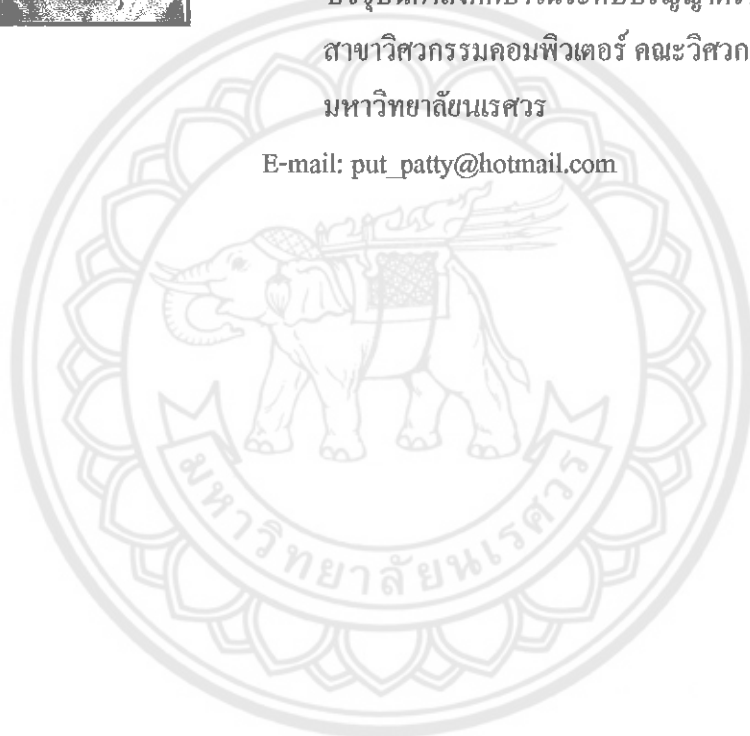 สาขาวิศวกรรมคอมพิวเตอร์ คณะวิศวก
มหาวิทยาลัยนเรศวร
E-mail: put_patty@hotmail.com
มหาวิทยาลัยนเรศวร